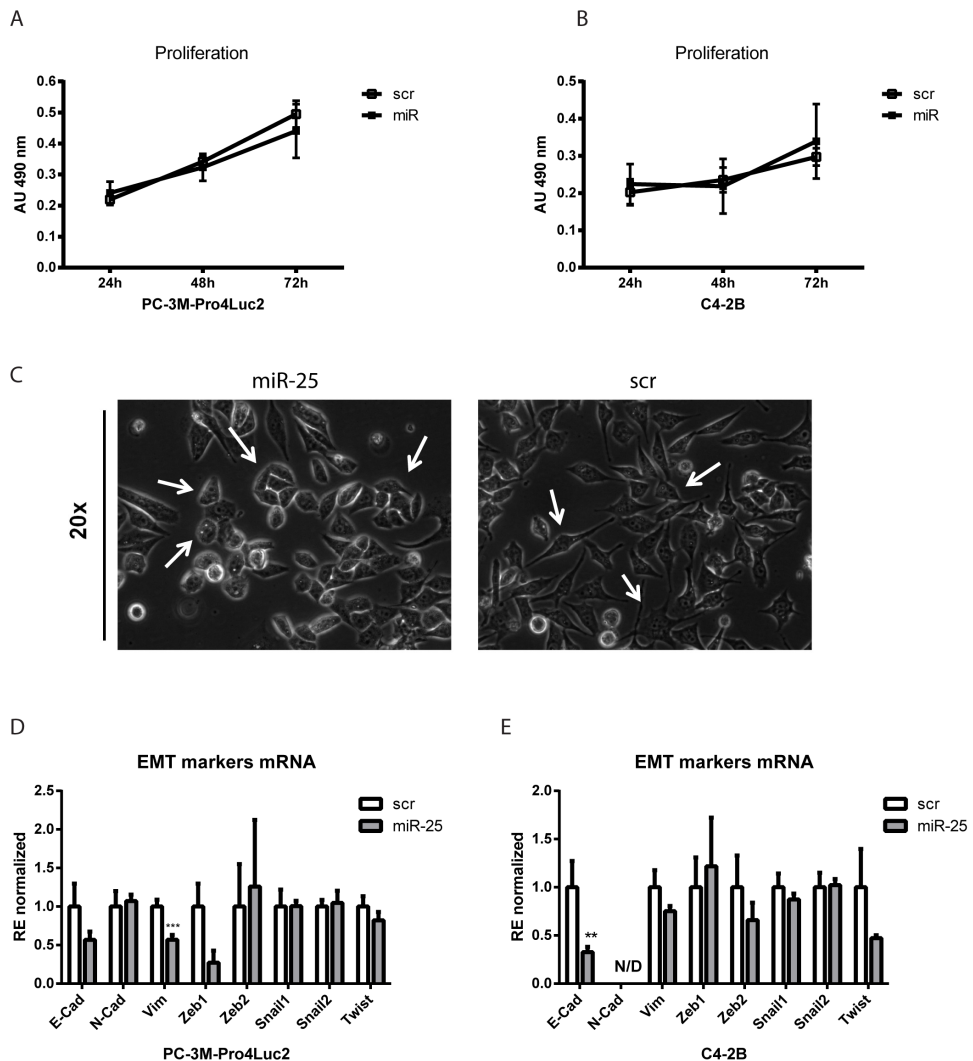 A
Proliferation
0.6
0.5
0.4
0.3
0.2
0.1
0.0
AU 490 nm
24h 48h 72h
PC-3M-Pro4Luc2
scr
miR
B
Proliferation
0.5
0.4
0.3
0.2
0.1
0.0
AU 490 nm
24h 48h 72h
C4-2B
scr
miR
C
miR-25
scr
20x
D
EMT markers mRNA
2.5
2.0
1.5
1.0
0.5
0.0
RE normalized
***
E-Cad N-Cad Vim Zeb1 Zeb2 Snail1 Snail2 Twist
PC-3M-Pro4Luc2
scr
miR-25
E
EMT markers mRNA
2.0
1.5
1.0
0.5
0.0
RE normalized
**
N/D
E-Cad N-Cad Vim Zeb1 Zeb2 Snail1 Snail2 Twist
C4-2B
scr
miR-25